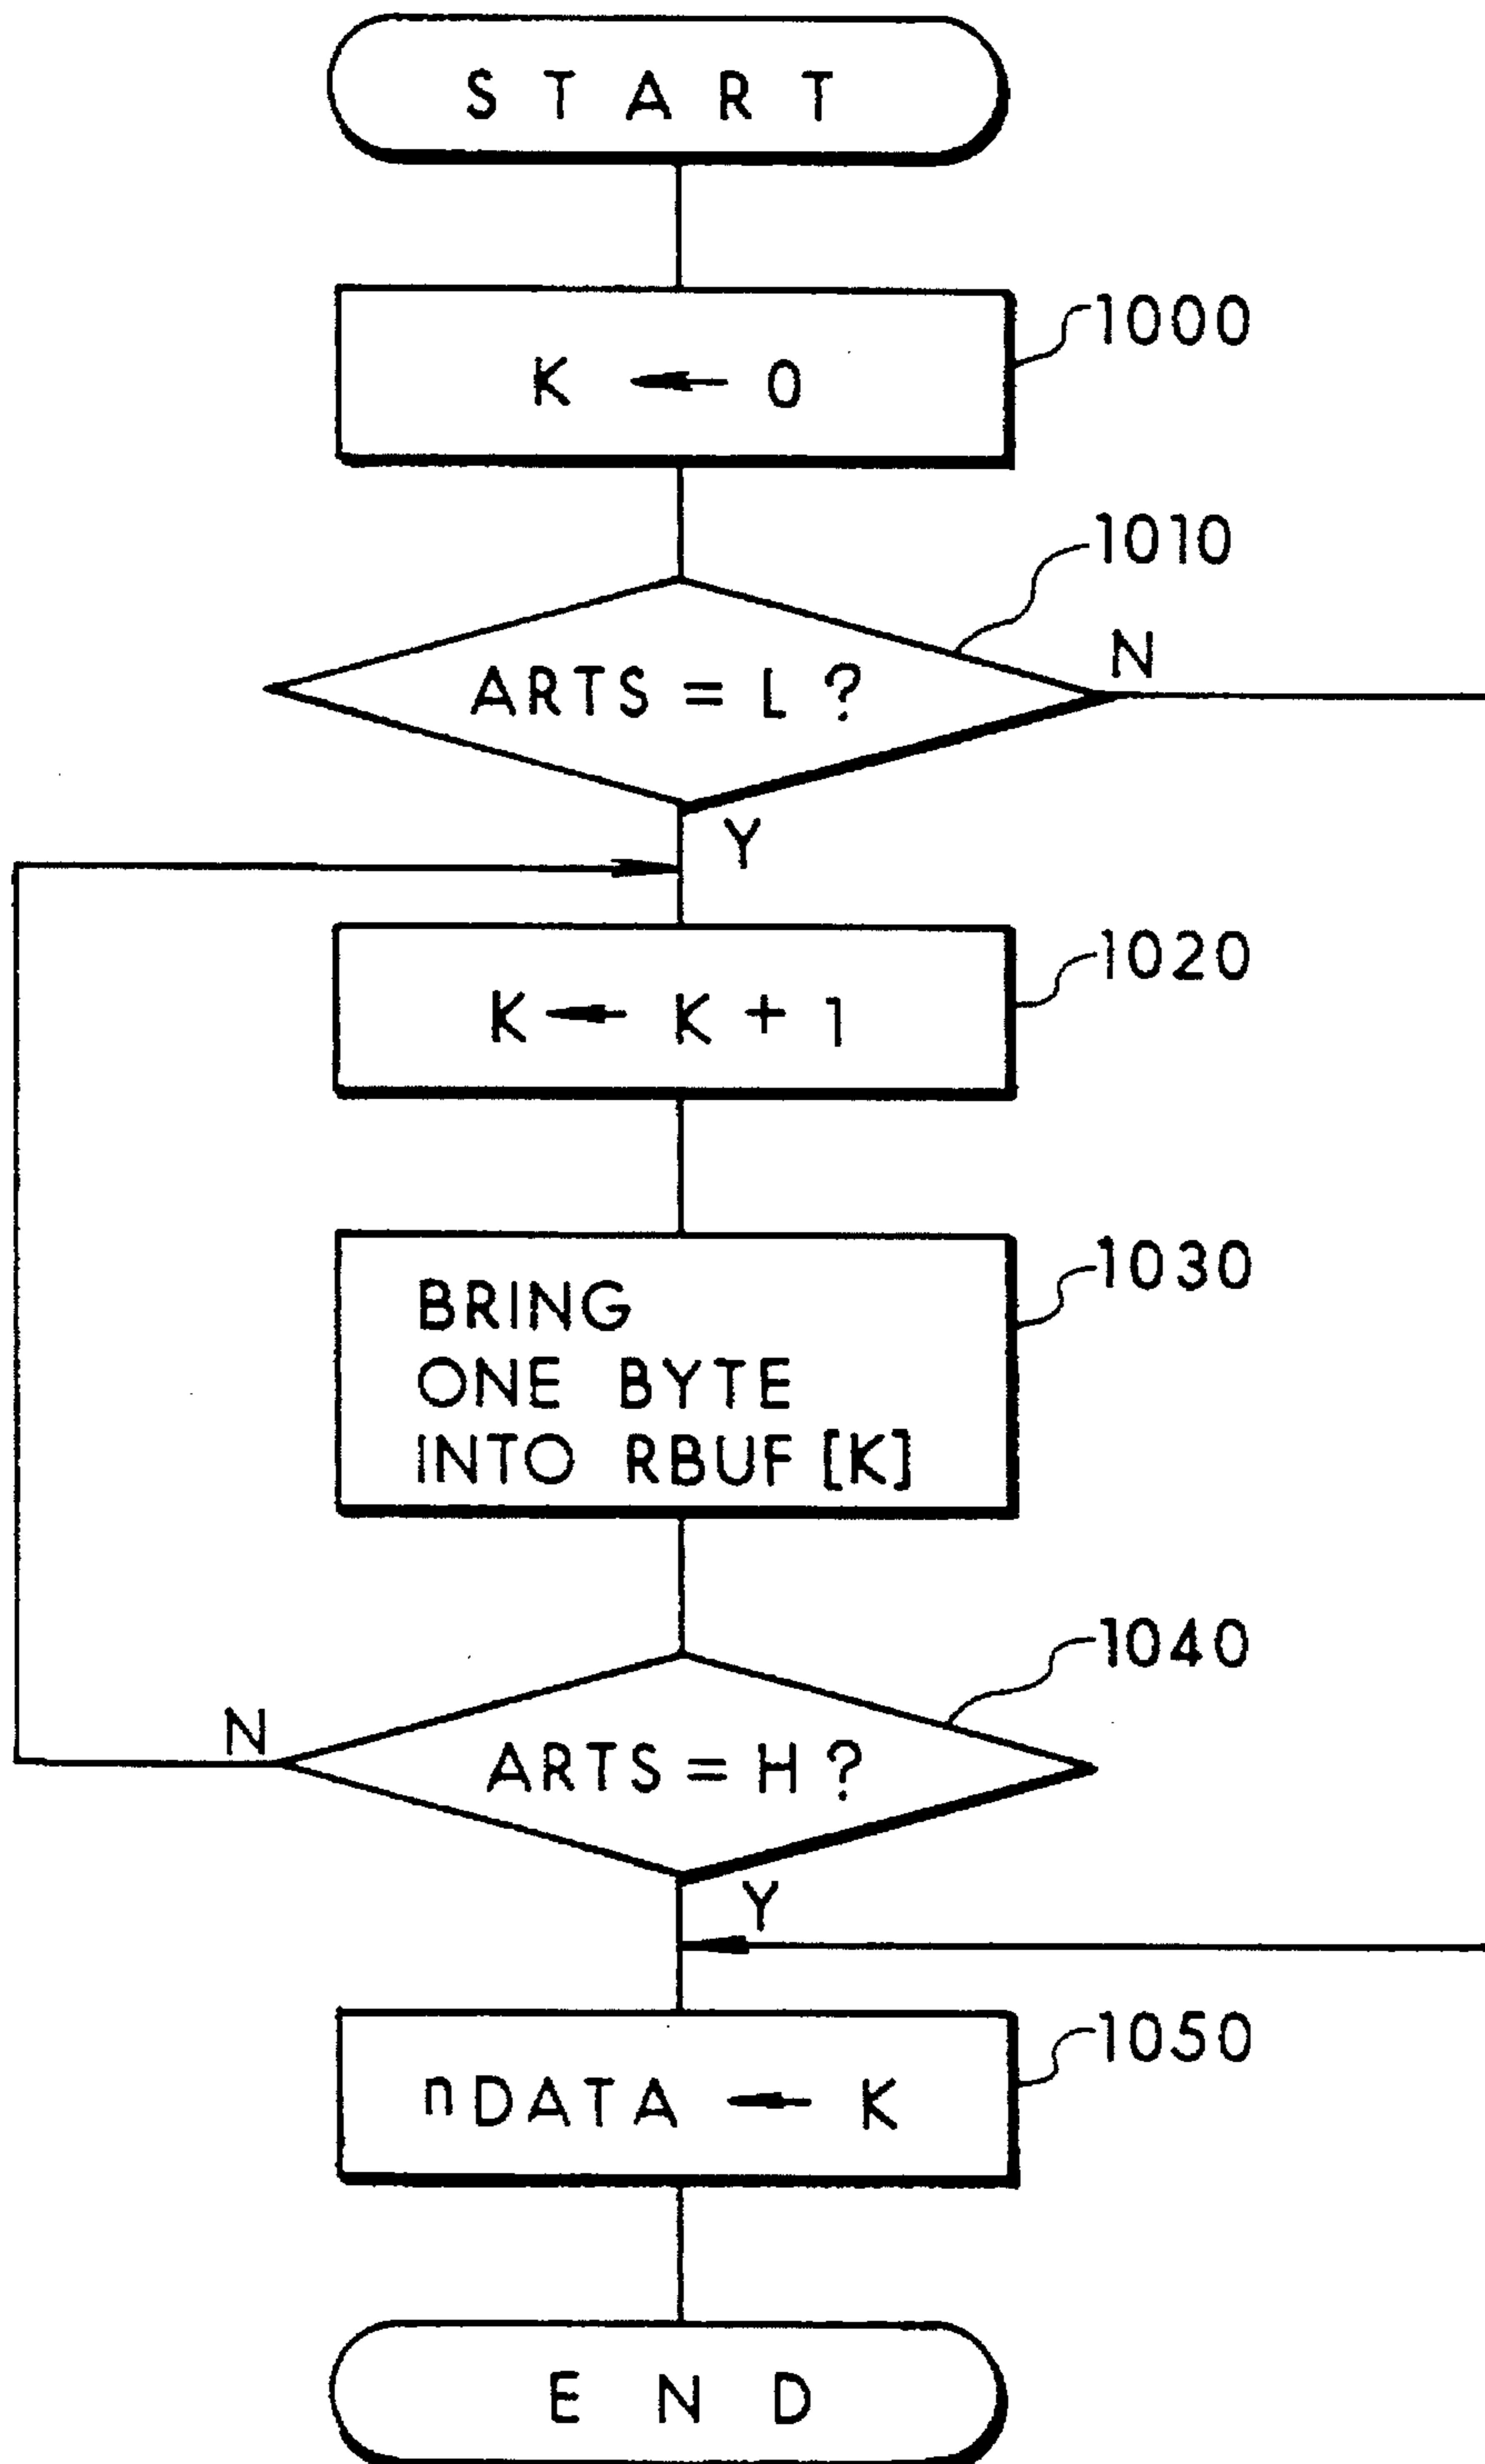 START
1000
K ← 0
1010
ARTS = L ?
N
Y
1020
K ← K + 1
1030
BRING
ONE BYTE
INTO RBUF [K]
1040
N
ARTS = H ?
Y
1050
nDATA ← K
END